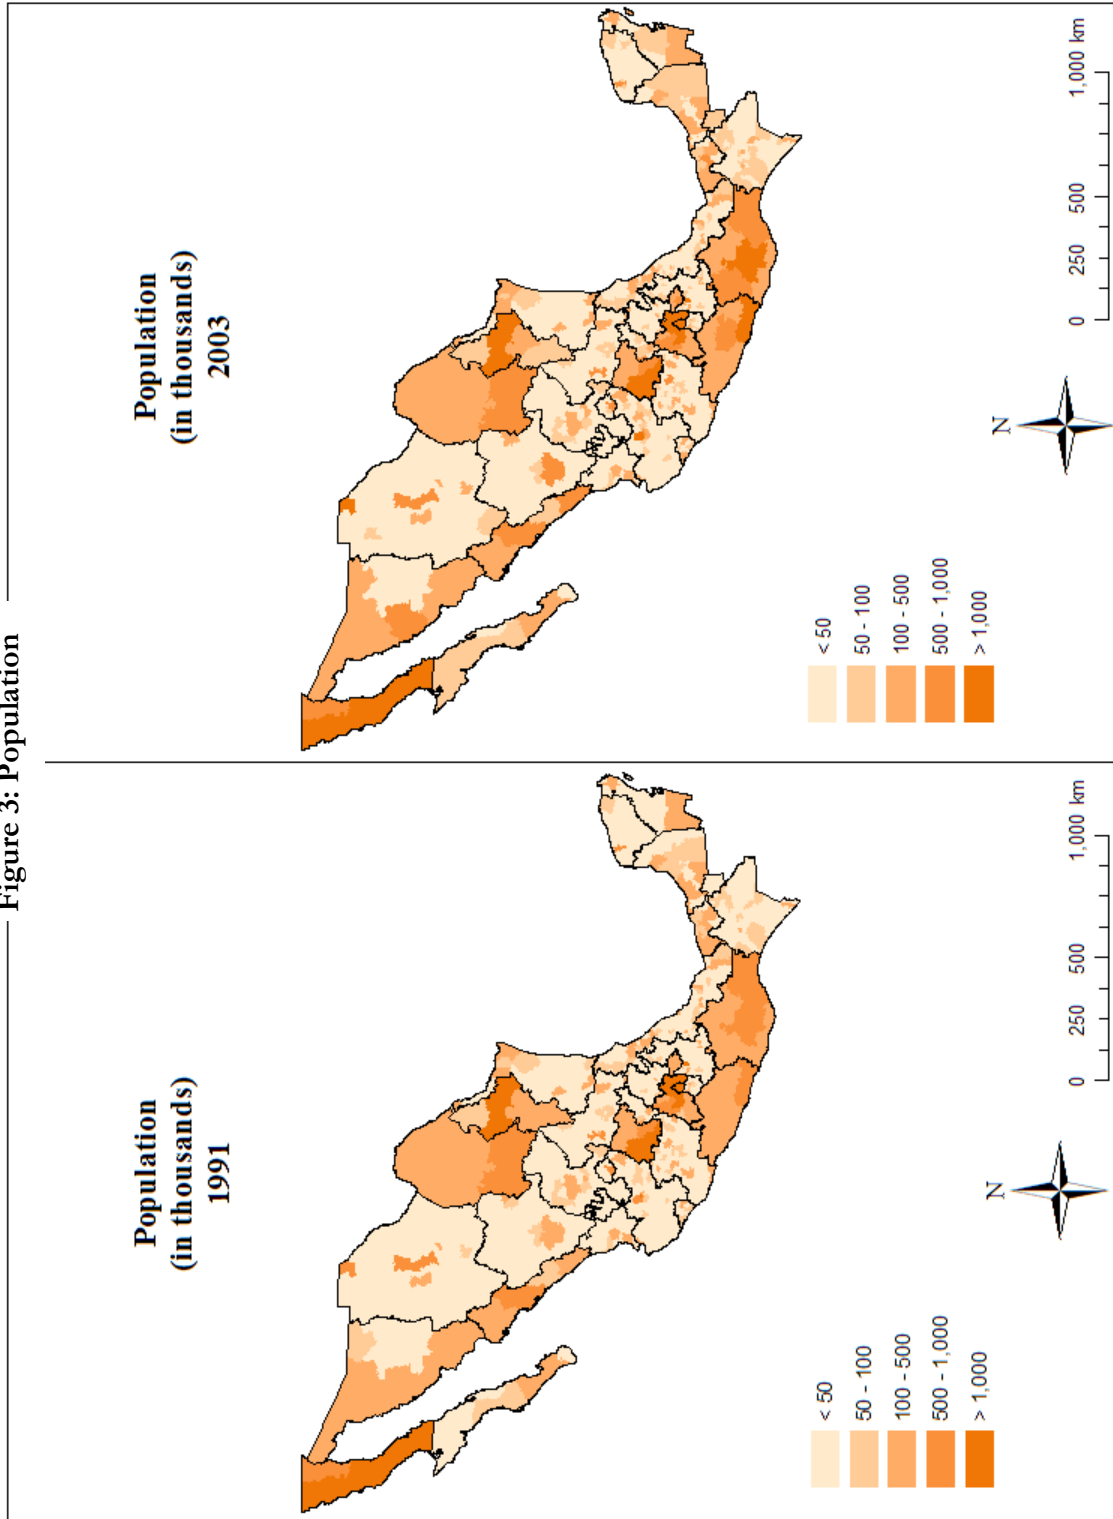 Figure 3: Population
Population
(in thousands)
1991
N
< 50
50 - 100
100 - 500
500 - 1,000
> 1,000
0
250
500
1,000 km
Population
(in thousands)
2003
N
< 50
50 - 100
100 - 500
500 - 1,000
> 1,000
0
250
500
1,000 km